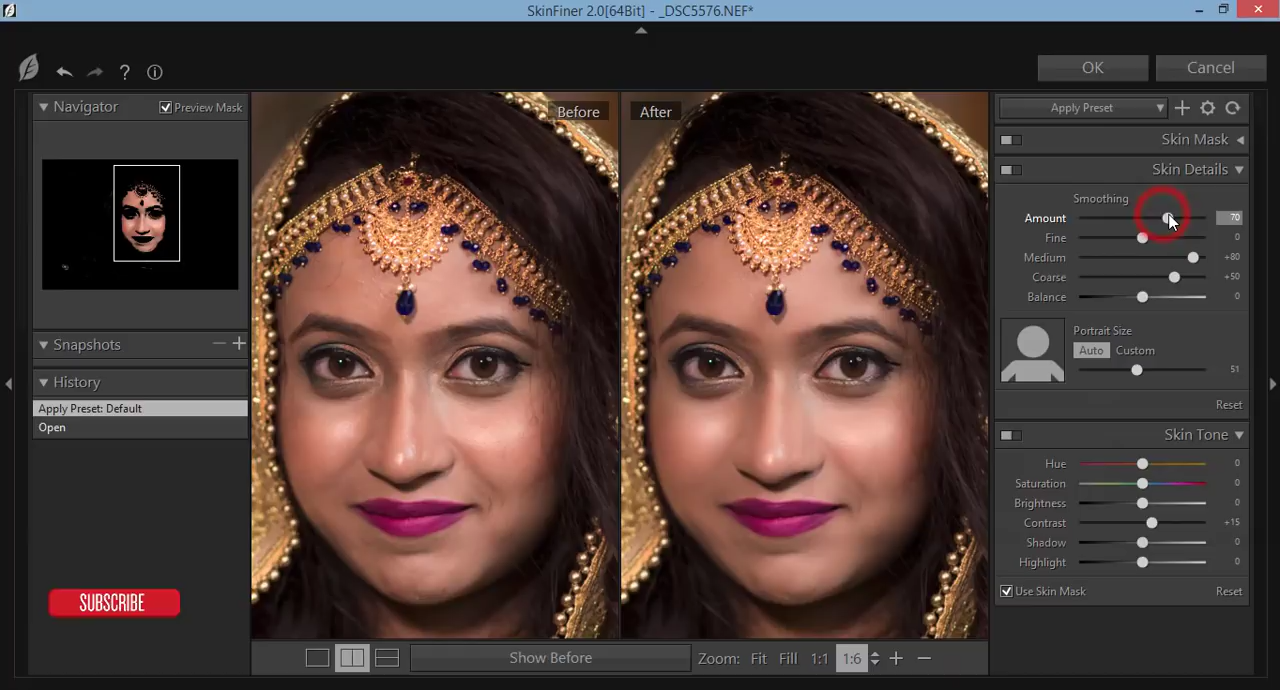 SkinFiner 2.0[64Bit] - _DSC5576.NEF*
OK
Cancel
Navigator
Preview Mask
Before
After
Apply Preset
Skin Mask
Skin Details
Smoothing
Amount 70
Fine 0
Medium +80
Coarse +50
Balance 0
Portrait Size
Auto Custom
51
Reset
Snapshots
History
Apply Preset: Default
Open
Skin Tone
Hue 0
Saturation 0
Brightness 0
Contrast +15
Shadow 0
Highlight 0
Use Skin Mask Reset
SUBSCRIBE
Show Before
Zoom: Fit Fill 1:1 1:6